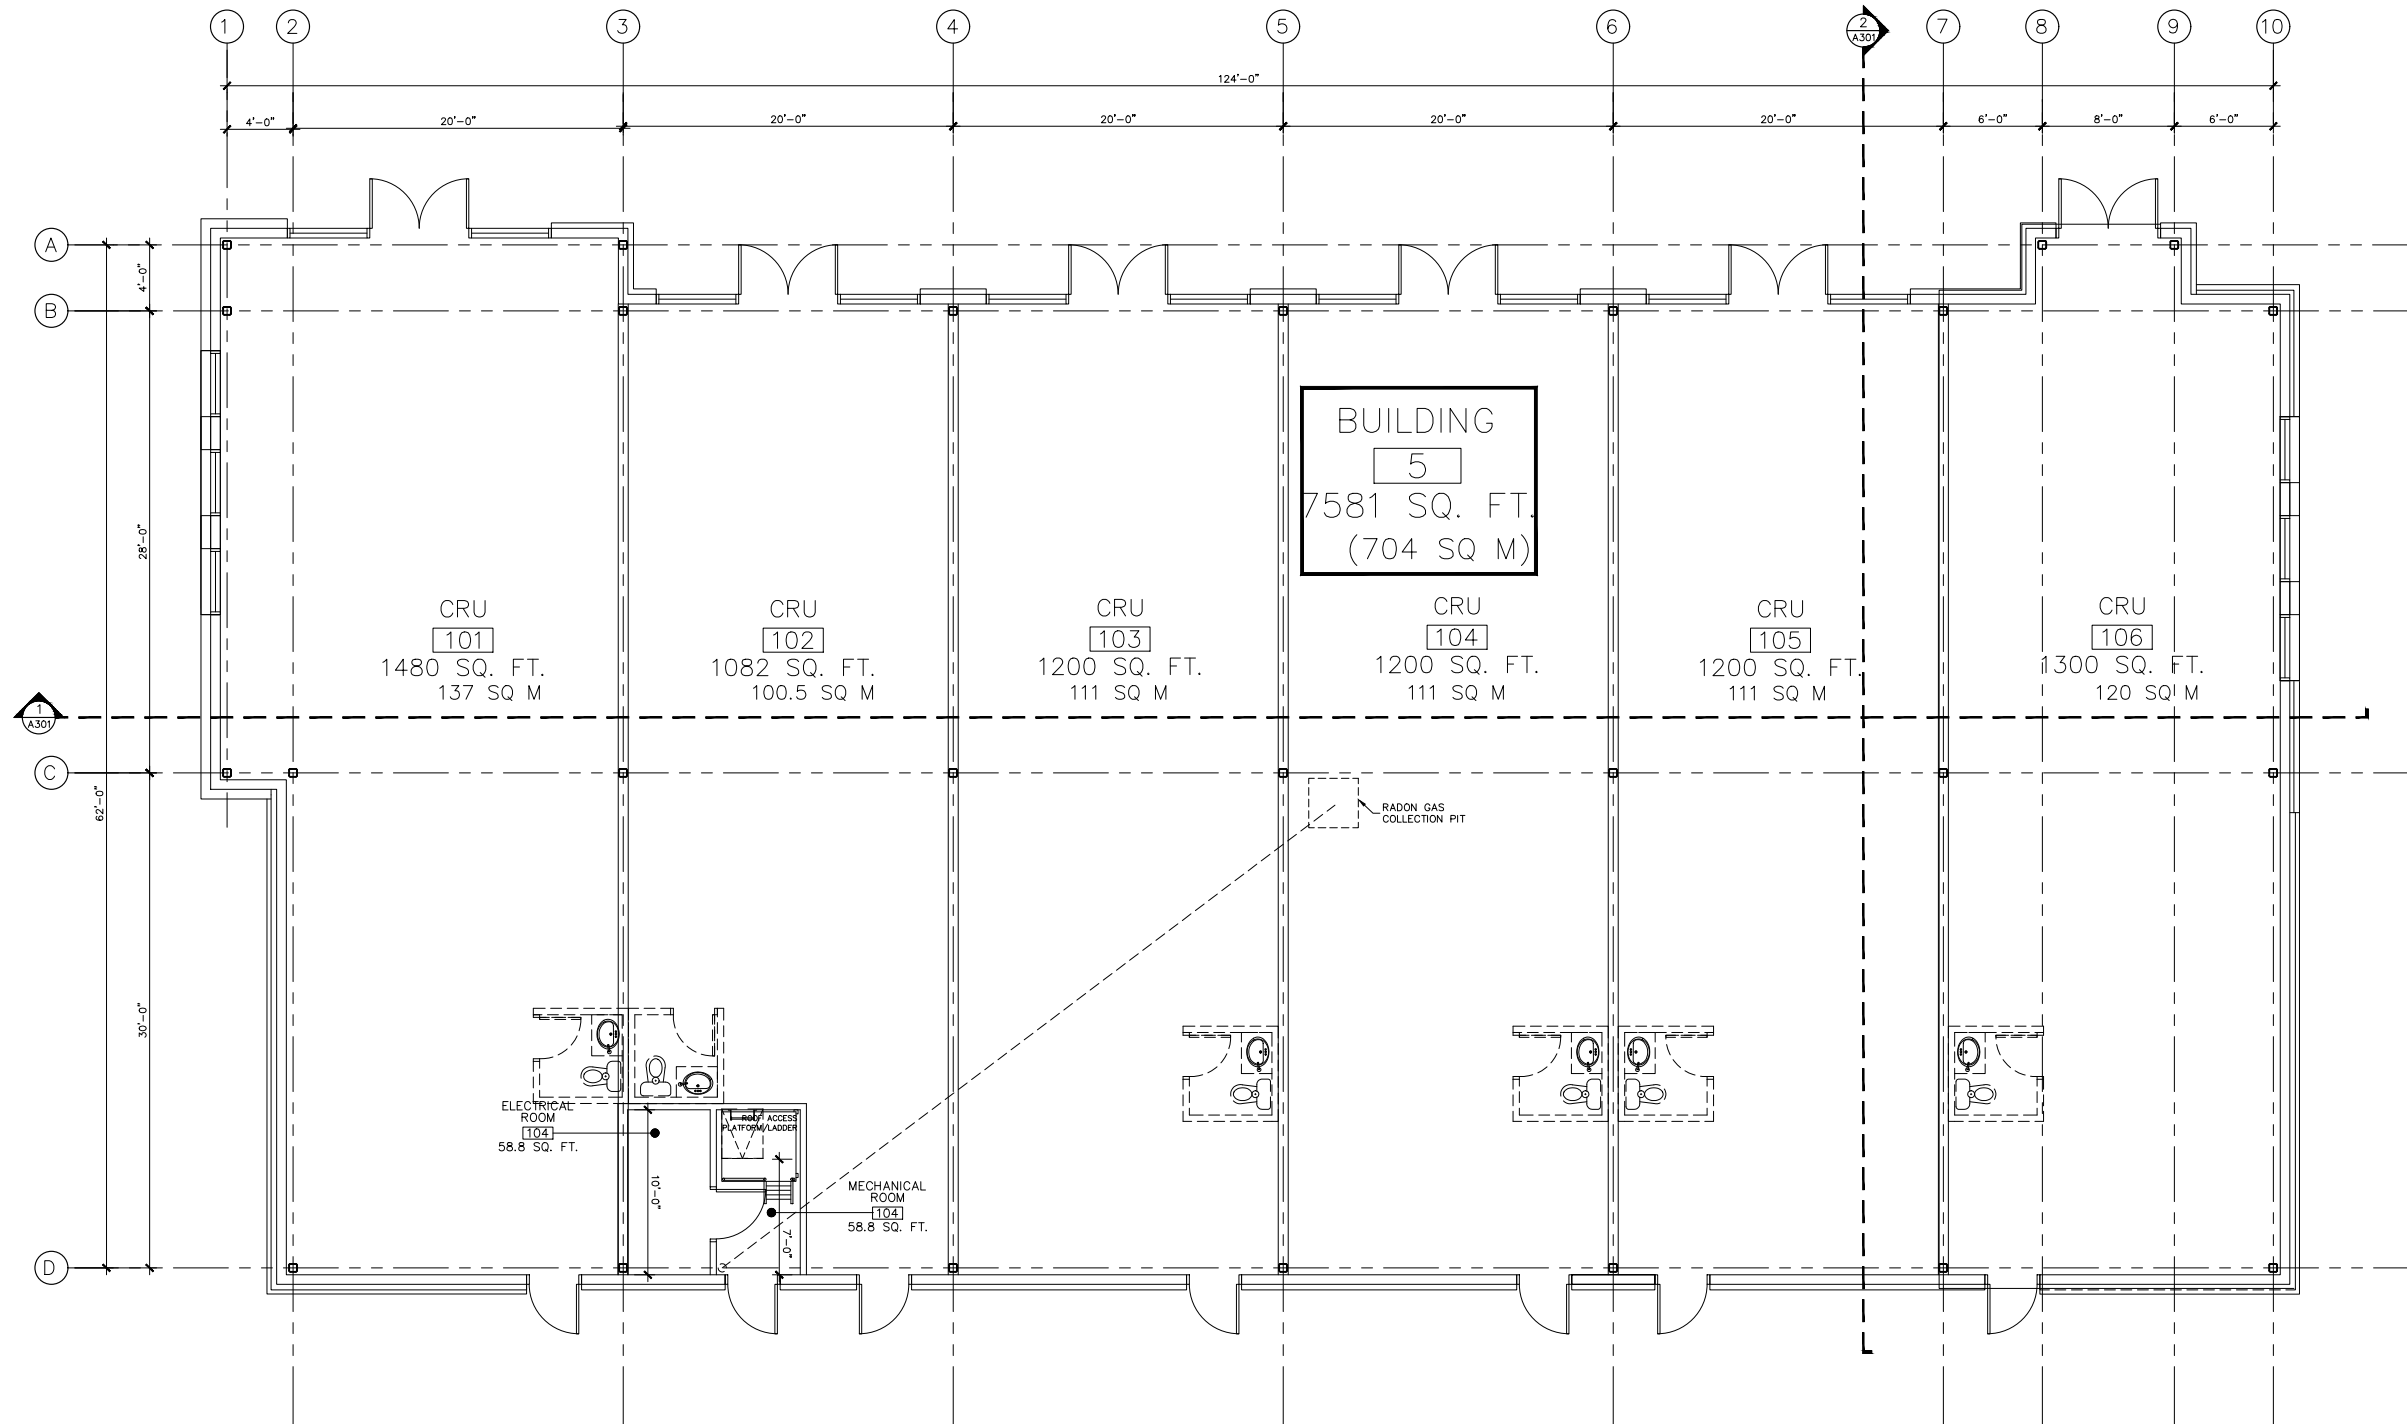 1 2 3 4 5 6 2 7 8 9 10
A301
124'-0"
4'-0" 20'-0" 20'-0" 20'-0" 20'-0" 20'-0" 6'-0" 8'-0" 6'-0"
A
4'-0"
B
BUILDING
5
7581 SQ. FT.
(704 SQ M)
28'-0"
CRU
101
1480 SQ. FT.
137 SQ M
CRU
102
1082 SQ. FT.
100.5 SQ M
CRU
103
1200 SQ. FT.
111 SQ M
CRU
104
1200 SQ. FT.
111 SQ M
CRU
105
1200 SQ. FT.
111 SQ M
CRU
106
1300 SQ. FT.
120 SQ M
1
A301
C
62'-0"
RADON GAS
COLLECTION PIT
30'-0"
ELECTRICAL
ROOM
104
58.8 SQ. FT.
ROOF ACCESS
PLATFORM/LADDER
10'-0"
MECHANICAL
ROOM
104
58.8 SQ. FT.
7'-0"
D